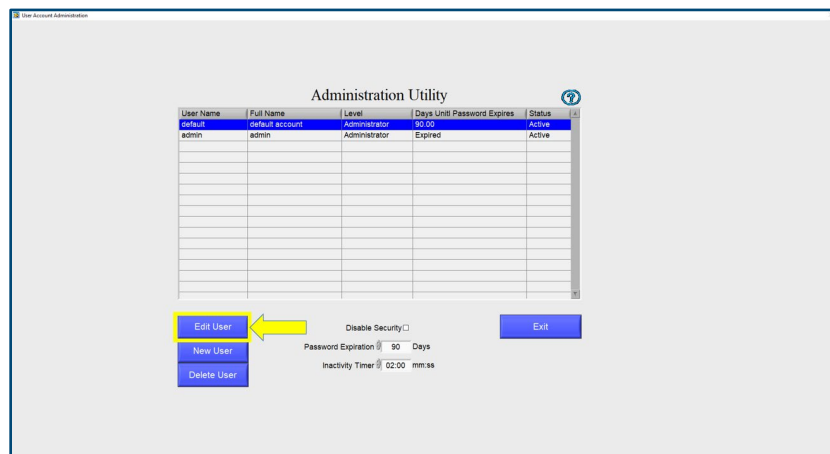 User Account Administration
Administration Utility
?
User Name Full Name Level Days Unitl Password Expires Status
default default account Administrator 90.00 Active
admin admin Administrator Expired Active
Edit User
Disable Security
Exit
New User
Password Expiration 90 Days
Inactivity Timer 02:00 mm:ss
Delete User